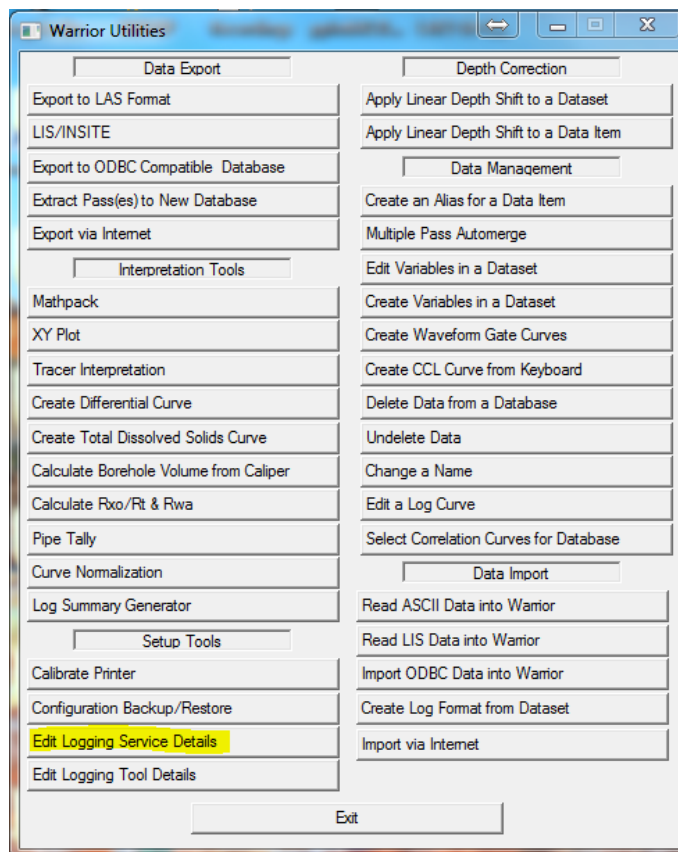 Warrior Utilities
Data Export
Export to LAS Format
LIS/INSITE
Export to ODBC Compatible Database
Extract Pass(es) to New Database
Export via Internet
Interpretation Tools
Mathpack
XY Plot
Tracer Interpretation
Create Differential Curve
Create Total Dissolved Solids Curve
Calculate Borehole Volume from Caliper
Calculate Rxo/Rt & Rwa
Pipe Tally
Curve Normalization
Log Summary Generator
Setup Tools
Calibrate Printer
Configuration Backup/Restore
Edit Logging Service Details
Edit Logging Tool Details
Depth Correction
Apply Linear Depth Shift to a Dataset
Apply Linear Depth Shift to a Data Item
Data Management
Create an Alias for a Data Item
Multiple Pass Automerge
Edit Variables in a Dataset
Create Variables in a Dataset
Create Waveform Gate Curves
Create CCL Curve from Keyboard
Delete Data from a Database
Undelete Data
Change a Name
Edit a Log Curve
Select Correlation Curves for Database
Data Import
Read ASCII Data into Warrior
Read LIS Data into Warrior
Import ODBC Data into Warrior
Create Log Format from Dataset
Import via Internet
Exit